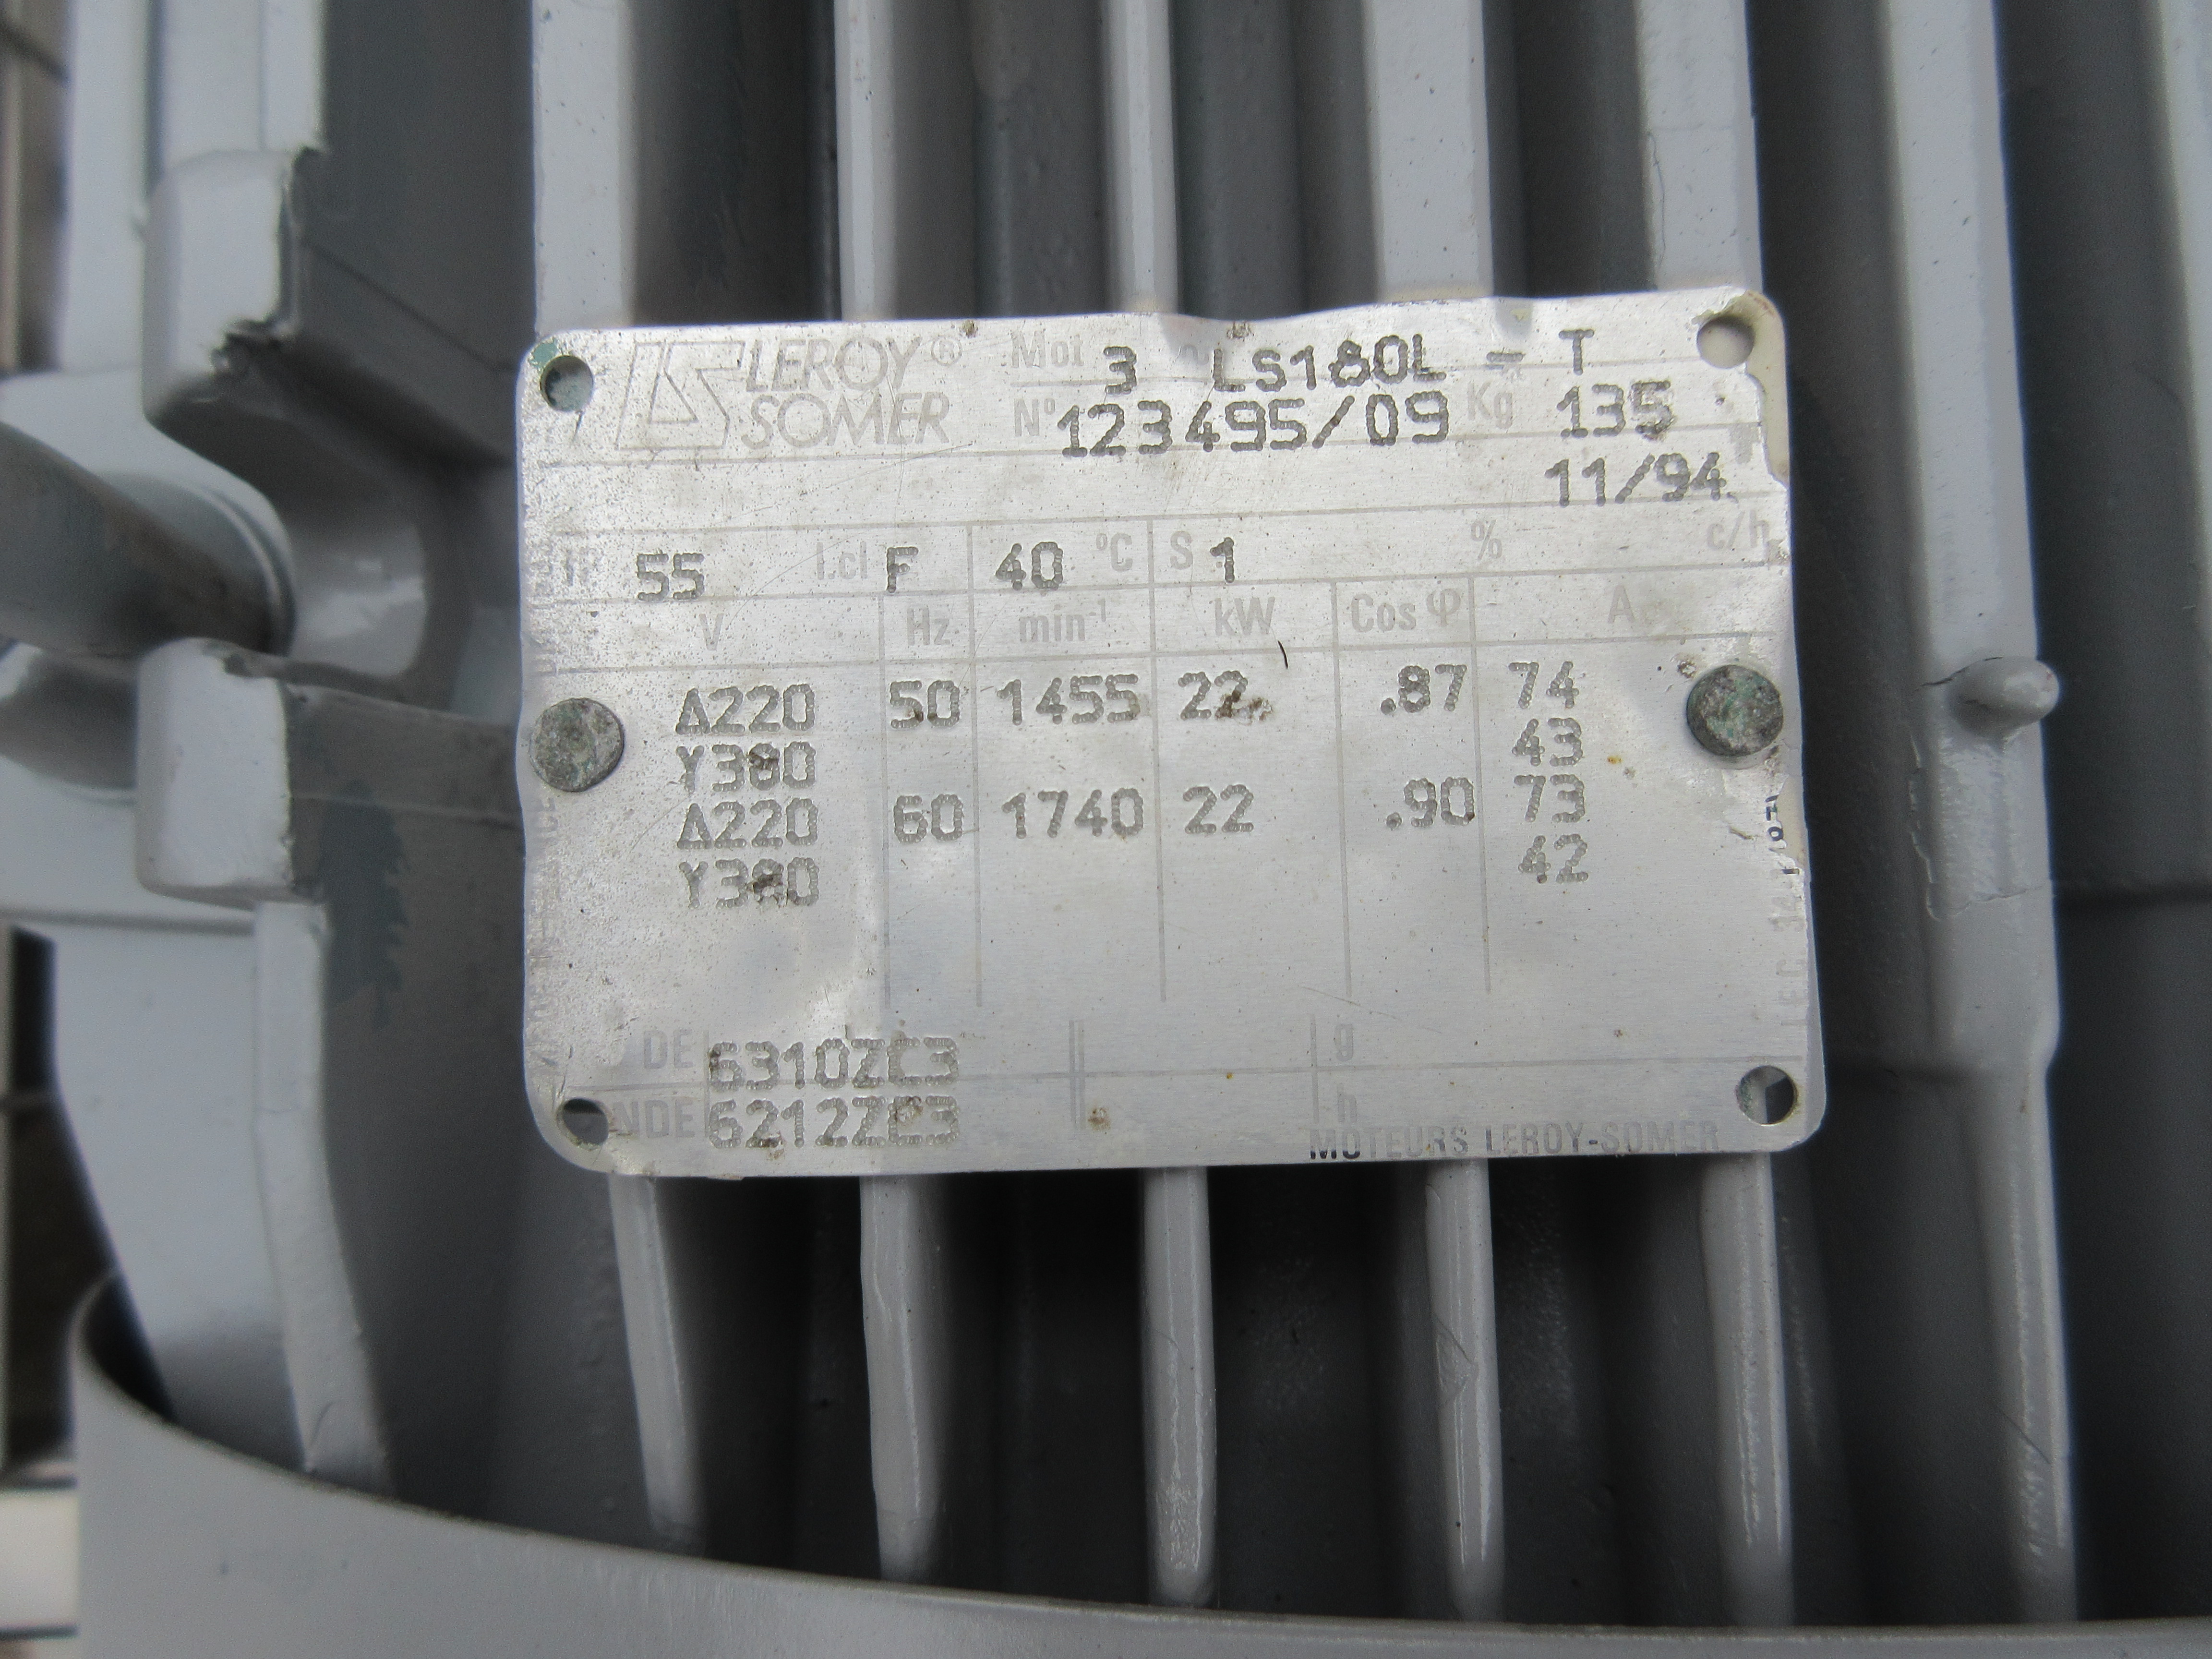 LEROY® Mot 3 ~ LS180L - T
SOMER Nº 123495/09 Kg 135
11/94
IP 55 I.cl F 40 °C S 1 % c/h
V Hz min⁻¹ kW Cos φ A
Δ220 50 1455 22 .87 74
Y380 43
Δ220 60 1740 22 .90 73
Y380 42
DE 6310ZC3 g
NDE 6212ZC3 h
MOTEURS LEROY-SOMER